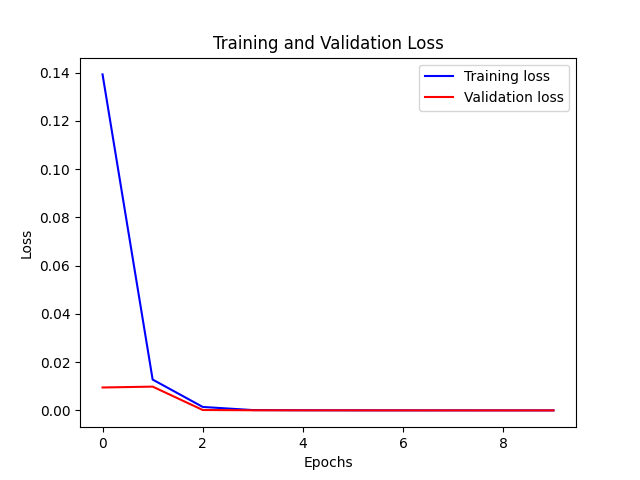 Training and Validation Loss
Training loss
Validation loss
0.14
0.12
0.10
0.08
0.06
0.04
0.02
0.00
Loss
0 2 4 6 8
Epochs